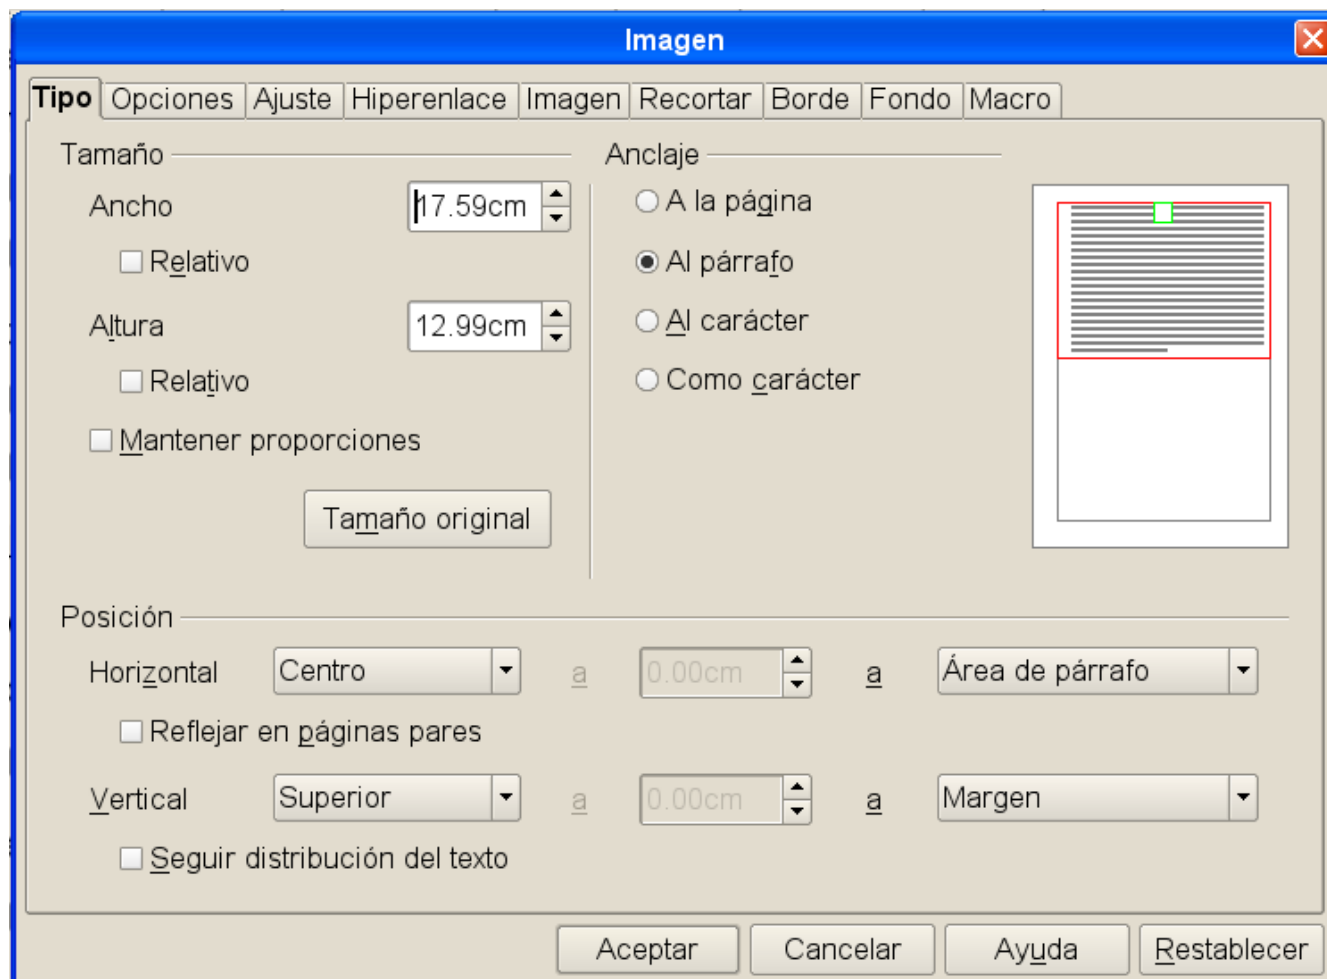 Imagen
Tipo Opciones Ajuste Hiperenlace Imagen Recortar Borde Fondo Macro
Tamaño
Ancho 17.59cm
Relativo
Altura 12.99cm
Relativo
Mantener proporciones
Tamaño original
Anclaje
A la página
Al párrafo
Al carácter
Como carácter
Posición
Horizontal Centro a 0.00cm a Área de párrafo
Reflejar en páginas pares
Vertical Superior a 0.00cm a Margen
Seguir distribución del texto
Aceptar Cancelar Ayuda Restablecer